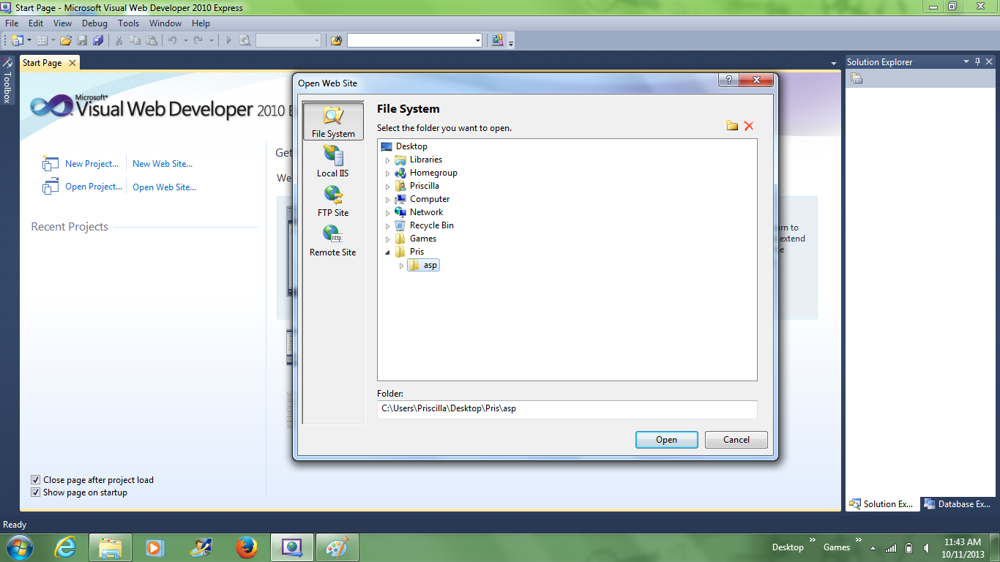 Start Page - Microsoft Visual Web Developer 2010 Express
File Edit View Debug Tools Window Help
Toolbox
Start Page
Microsoft®
Visual Web Developer 2010 E
New Project... New Web Site...
Open Project... Open Web Site...
Recent Projects
Close page after project load
Show page on startup
Get
We
rn to
extend
e
Open Web Site
?
File System
Local IIS
FTP Site
http:
Remote Site
File System
Select the folder you want to open.
Desktop
Libraries
Homegroup
Priscilla
Computer
Network
Recycle Bin
Games
Pris
asp
Folder:
C:\Users\Priscilla\Desktop\Pris\asp
Open Cancel
Solution Explorer
Solution Ex... Database Ex...
Ready
Desktop » Games » 11:43 AM
10/11/2013